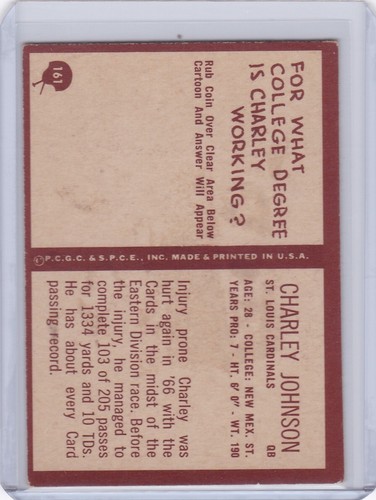 161
FOR WHAT
COLLEGE DEGREE
IS CHARLEY
WORKING?
Rub Coin Over Clear Area Below
Cartoon And Answer Will Appear
©P.C.G.C. & S.P.C.E., INC. MADE & PRINTED IN U.S.A.
CHARLEY JOHNSON QB
ST. LOUIS CARDINALS
AGE: 28 - COLLEGE: NEW MEX. ST.
YEARS PRO: 7 - HT. 6' 0" - WT. 190
Injury prone Charley was
hurt again in '66 with the
Cards in the midst of the
Eastern Division race. Before
the injury, he managed to
complete 103 of 205 passes
for 1334 yards and 10 TDs.
He has about every Card
passing record.